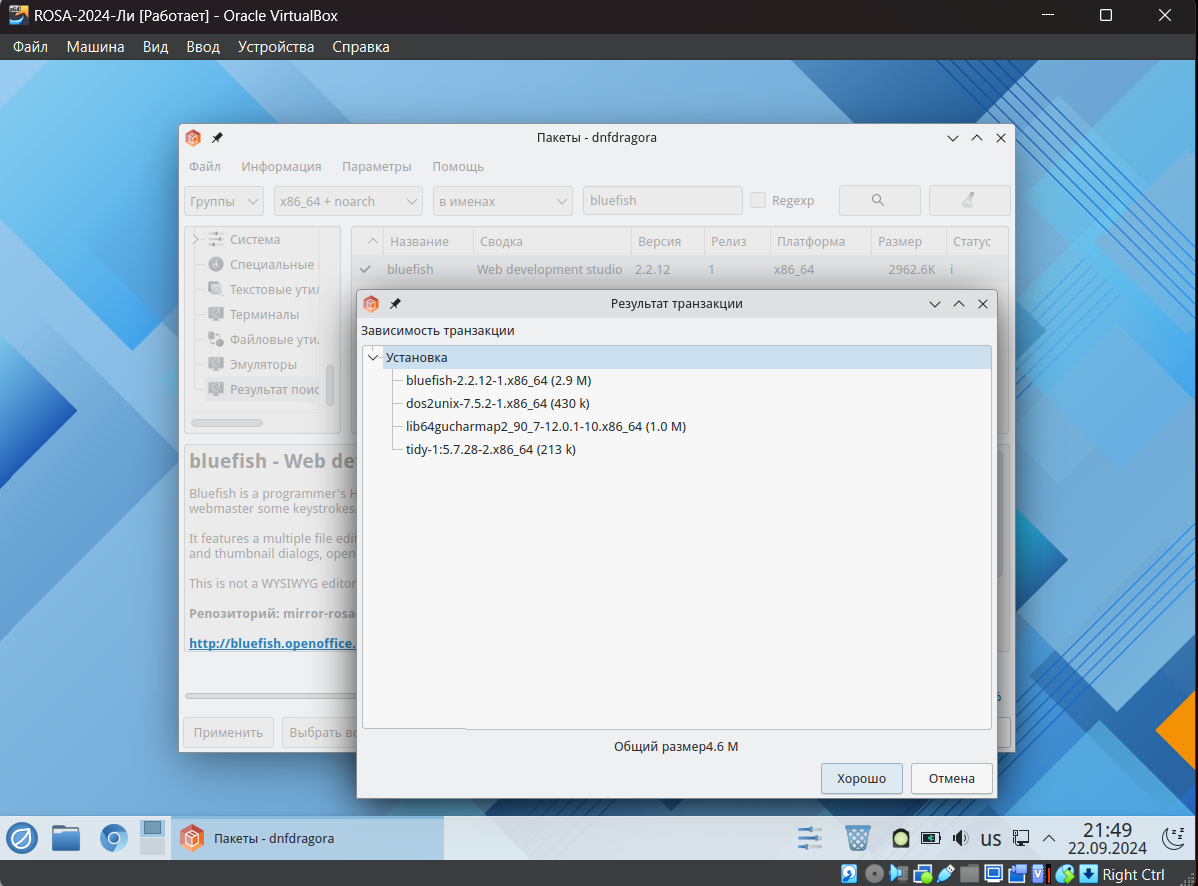 ROSA-2024-Ли [Работает] - Oracle VirtualBox
Файл Машина Вид Ввод Устройства Справка
Пакеты - dnfdragora
Файл Информация Параметры Помощь
Группы x86_64 + noarch в именах bluefish Regexp
Система
Специальные
Текстовые
Терминалы
Файловые
Эмуляторы
Результат
Название Сводка Версия Релиз Платформа Размер Статус
bluefish Web development studio 2.2.12 1 x86_64 2962.6K i
bluefish - Web
Bluefish is a programmer's
webmaster some keystrokes
It features a multiple file
and thumbnail dialogs, open
This is not a WYSIWYG editor
Репозиторий: mirror-rosa-
http://bluefish.openoffice.
Применить Выбрать
Результат транзакции
Зависимость транзакции
Установка
bluefish-2.2.12-1.x86_64 (2.9 M)
dos2unix-7.5.2-1.x86_64 (430 k)
lib64gucharmap2_90_7-12.0.1-10.x86_64 (1.0 M)
tidy-1:5.7.28-2.x86_64 (213 k)
Общий размер4.6 M
Хорошо Отмена
Пакеты - dnfdragora us 21:49
22.09.2024
Right Ctrl